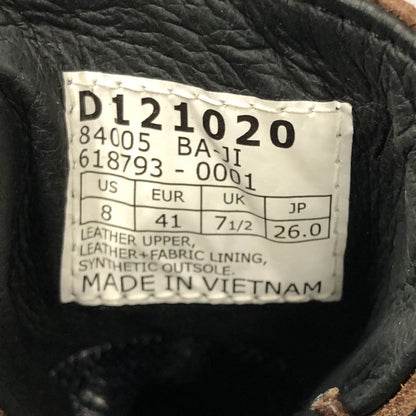 D121020
84005 BA-JI
618793-0001
US EUR UK JP
8 41 7 1/2 26.0
LEATHER UPPER,
LEATHER+FABRIC LINING,
SYNTHETIC OUTSOLE.
MADE IN VIETNAM